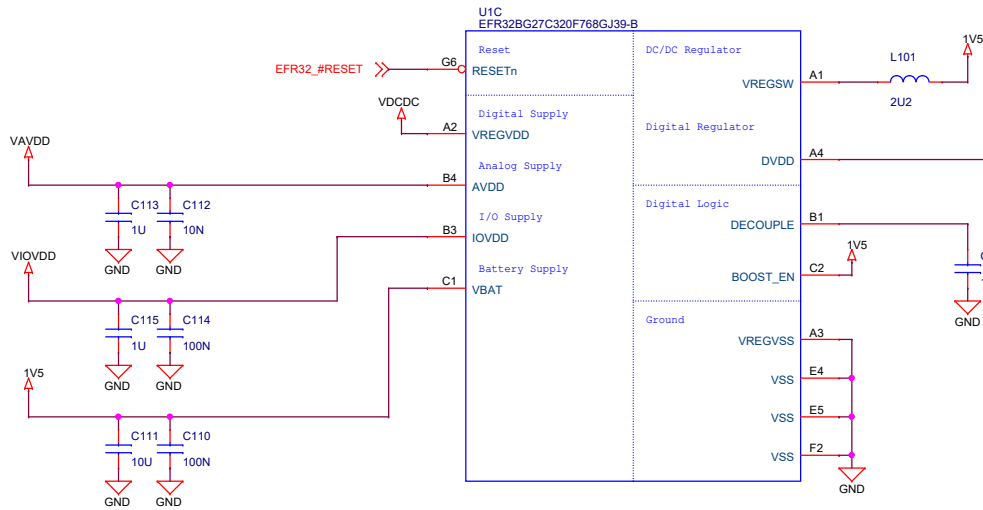 U1C
EFR32BG27C320F768GJ39-B
Reset
DC/DC Regulator
1V5
EFR32_#RESET
G6
RESETn
L101
A1
VREGSW
2U2
VDCDC
Digital Supply
A2
VREGVDD
Digital Regulator
VAVDD
A4
DVDD
Analog Supply
B4
AVDD
C113
1U
C112
10N
GND
GND
I/O Supply
B3
IOVDD
Digital Logic
B1
DECOUPLE
1V5
VIOVDD
Battery Supply
C1
VBAT
C2
BOOST_EN
GND
C115
1U
C114
100N
GND
GND
Ground
A3
VREGVSS
1V5
E4
VSS
E5
VSS
F2
VSS
C111
10U
C110
100N
GND
GND
GND